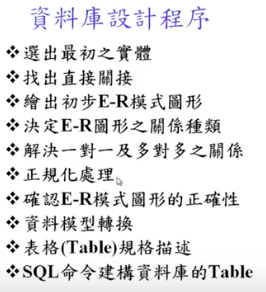 資料庫設計程序
❖選出最初之實體
❖找出直接關接
❖繪出初步E-R模式圖形
❖決定E-R圖形之關係種類
❖解決一對一及多對多之關係
❖正規化處理
❖確認E-R模式圖形的正確性
❖資料模型轉換
❖表格(Table)規格描述
❖SQL命令建構資料庫的Table